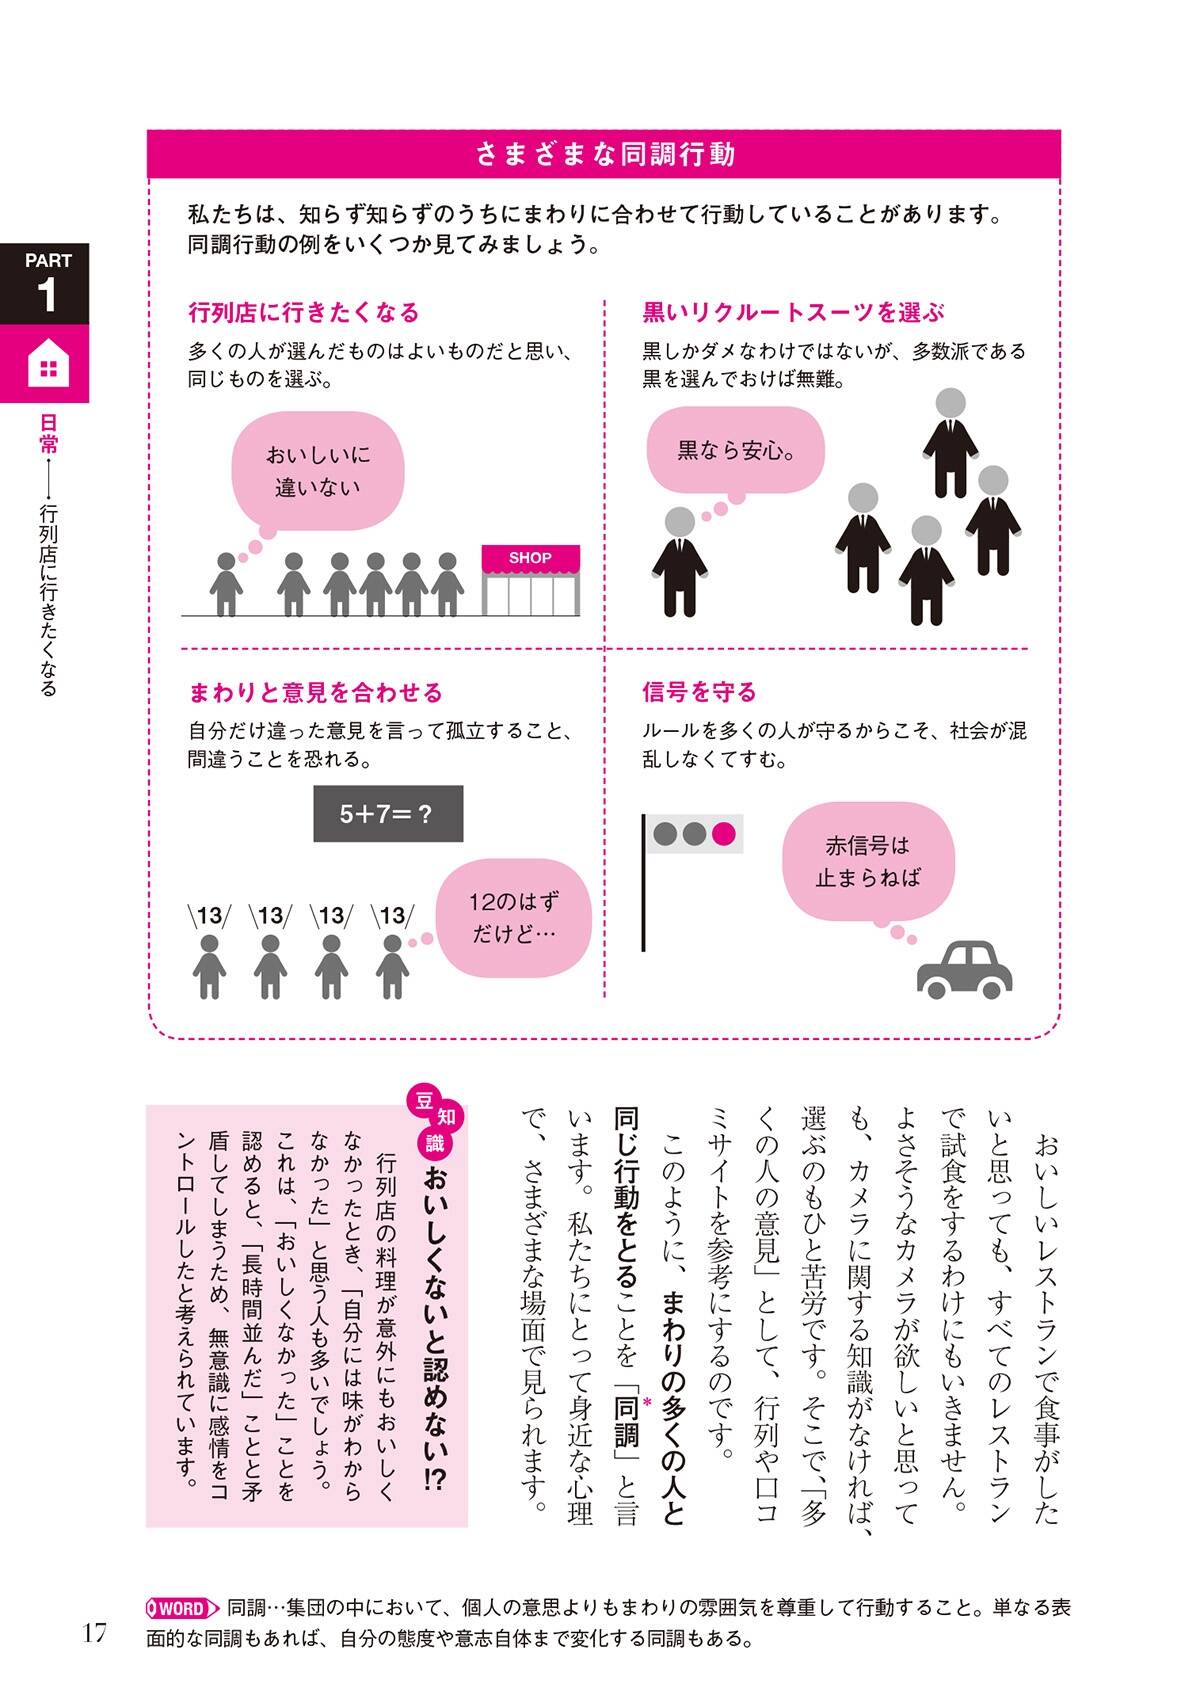 さまざまな同調行動
私たちは、知らず知らずのうちにまわりに合わせて行動していることがあります。
同調行動の例をいくつか見てみましょう。
PART
1
日常――行列店に行きたくなる
行列店に行きたくなる
多くの人が選んだものはよいものだと思い、
同じものを選ぶ。
おいしいに
違いない
SHOP
黒いリクルートスーツを選ぶ
黒しかダメなわけではないが、多数派である
黒を選んでおけば無難。
黒なら安心。
まわりと意見を合わせる
自分だけ違った意見を言って孤立すること、
間違うことを恐れる。
5+7=?
\13/ \13/ \13/ \13/
12のはず
だけど…
信号を守る
ルールを多くの人が守るからこそ、社会が混
乱しなくてすむ。
赤信号は
止まらねば
おいしいレストランで食事がした
いと思っても、すべてのレストラン
で試食をするわけにもいきません。
よさそうなカメラが欲しいと思って
も、カメラに関する知識がなければ、
選ぶのもひと苦労です。そこで、「多
くの人の意見」として、行列や口コ
ミサイトを参考にするのです。
このように、まわりの多くの人と
同じ行動をとることを「同調*」と言
います。私たちにとって身近な心理
で、さまざまな場面で見られます。
豆知識
おいしくないと認めない!?
行列店の料理が意外にもおいしく
なかったとき、「自分には味がわから
なかった」と思う人も多いでしょう。
これは、「おいしくなかった」ことを
認めると、「長時間並んだ」ことと矛
盾してしまうため、無意識に感情をコ
ントロールしたと考えられています。
WORD 同調…集団の中において、個人の意思よりもまわりの雰囲気を尊重して行動すること。単なる表
面的な同調もあれば、自分の態度や意志自体まで変化する同調もある。
17